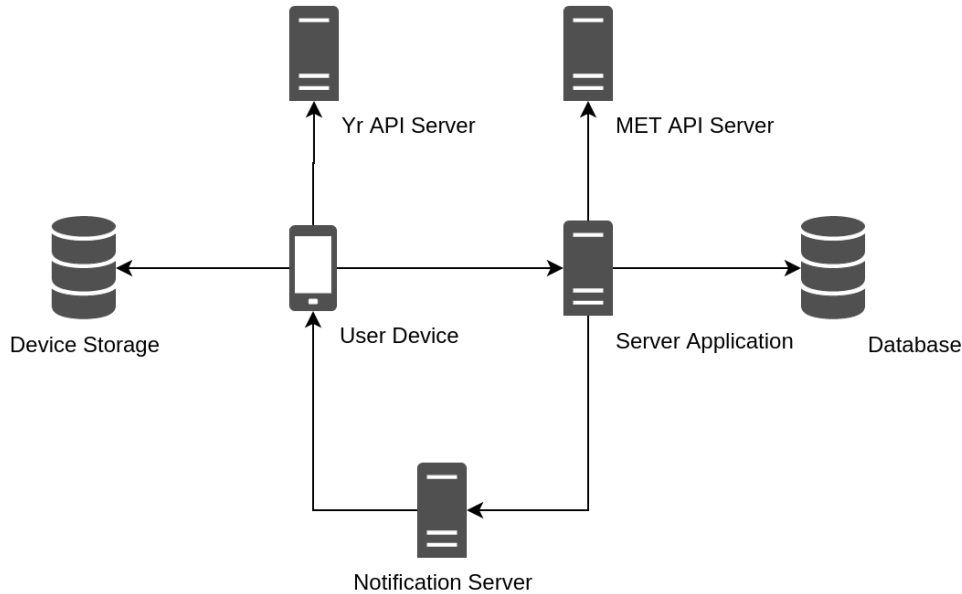 Yr API Server
MET API Server
User Device
Server Application
Device Storage
Database
Notification Server